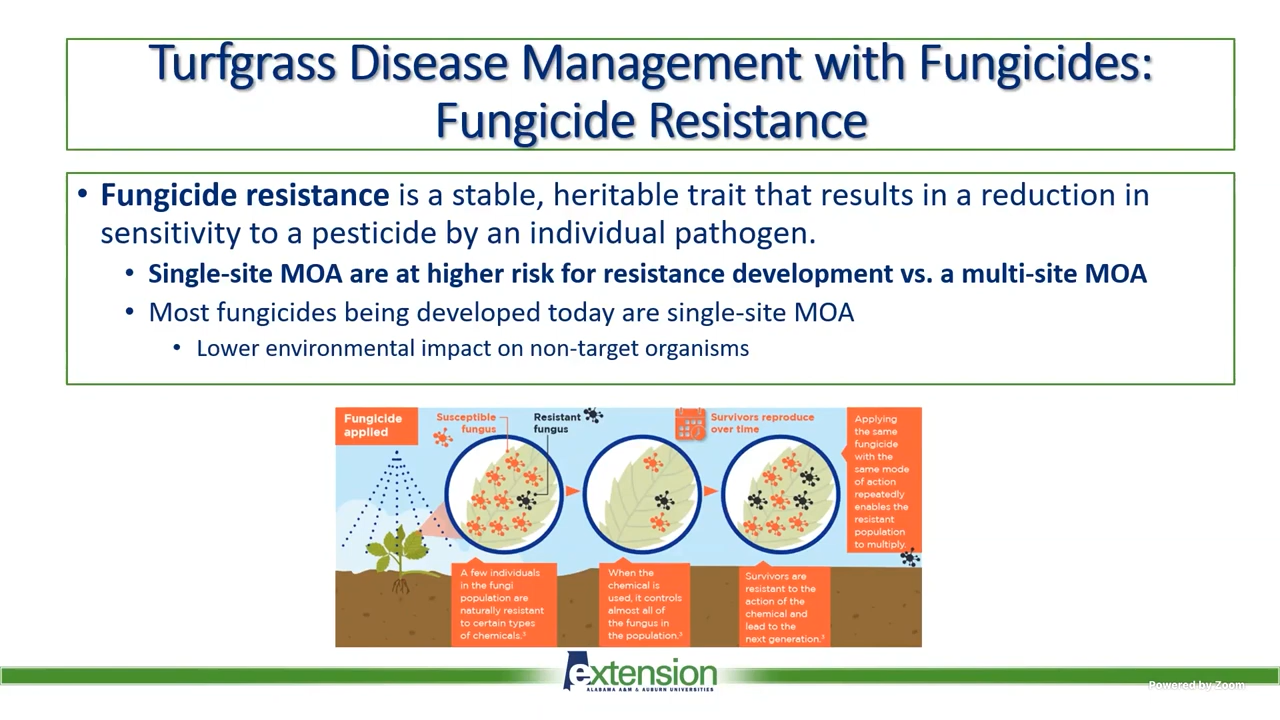 Turfgrass Disease Management with Fungicides:
Fungicide Resistance
• Fungicide resistance is a stable, heritable trait that results in a reduction in
sensitivity to a pesticide by an individual pathogen.
• Single-site MOA are at higher risk for resistance development vs. a multi-site MOA
• Most fungicides being developed today are single-site MOA
• Lower environmental impact on non-target organisms
Fungicide
applied
Susceptible
fungus
Resistant
fungus
Survivors reproduce
over time
Applying
the same
fungicide
with the
same mode
of action
repeatedly
enables the
resistant
population
to multiply.
A few individuals
in the fungi
population are
naturally resistant
to certain types
of chemicals.³
When the
chemical is
used, it controls
almost all of
the fungus in
the population.³
Survivors are
resistant to the
action of the
chemical and
lead to the
next generation.³
extension
ALABAMA A&M & AUBURN UNIVERSITIES
Powered by Zoom